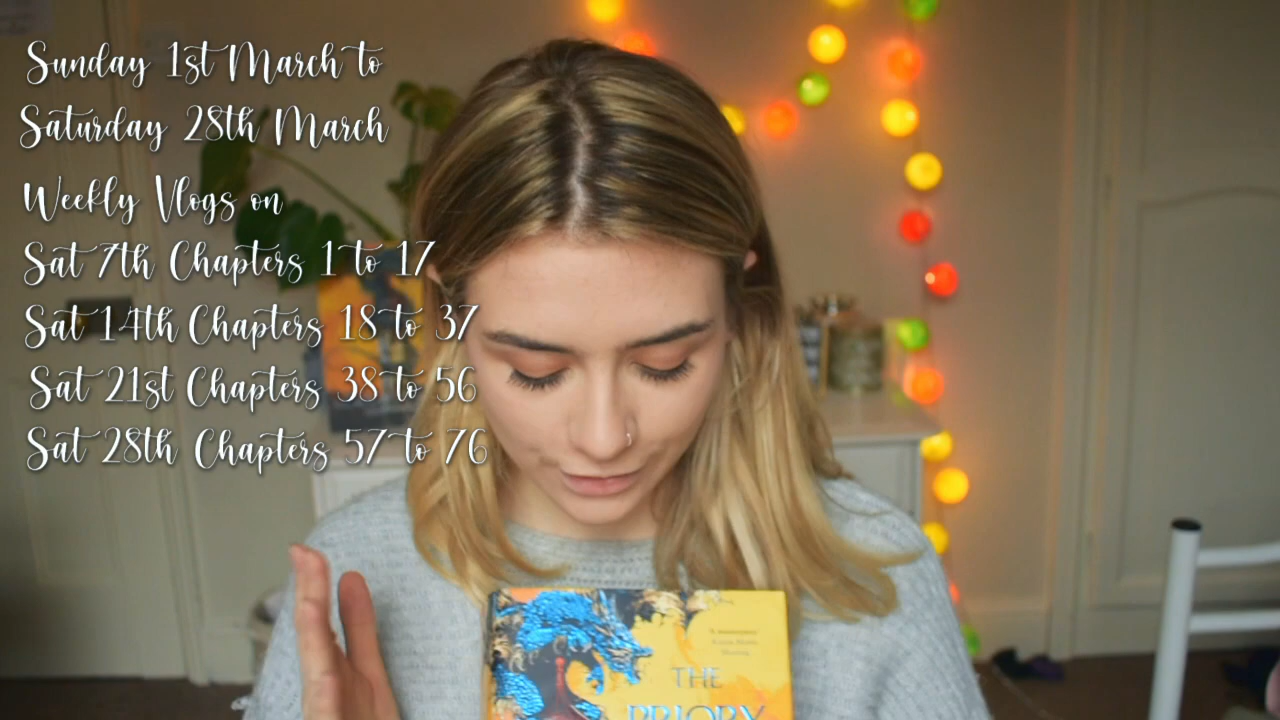 Sunday 1st March to
Saturday 28th March
Weekly Vlogs on
Sat 7th Chapters 1 to 17
Sat 14th Chapters 18 to 37
Sat 21st Chapters 38 to 56
Sat 28th Chapters 57 to 76
THE
PRIORY